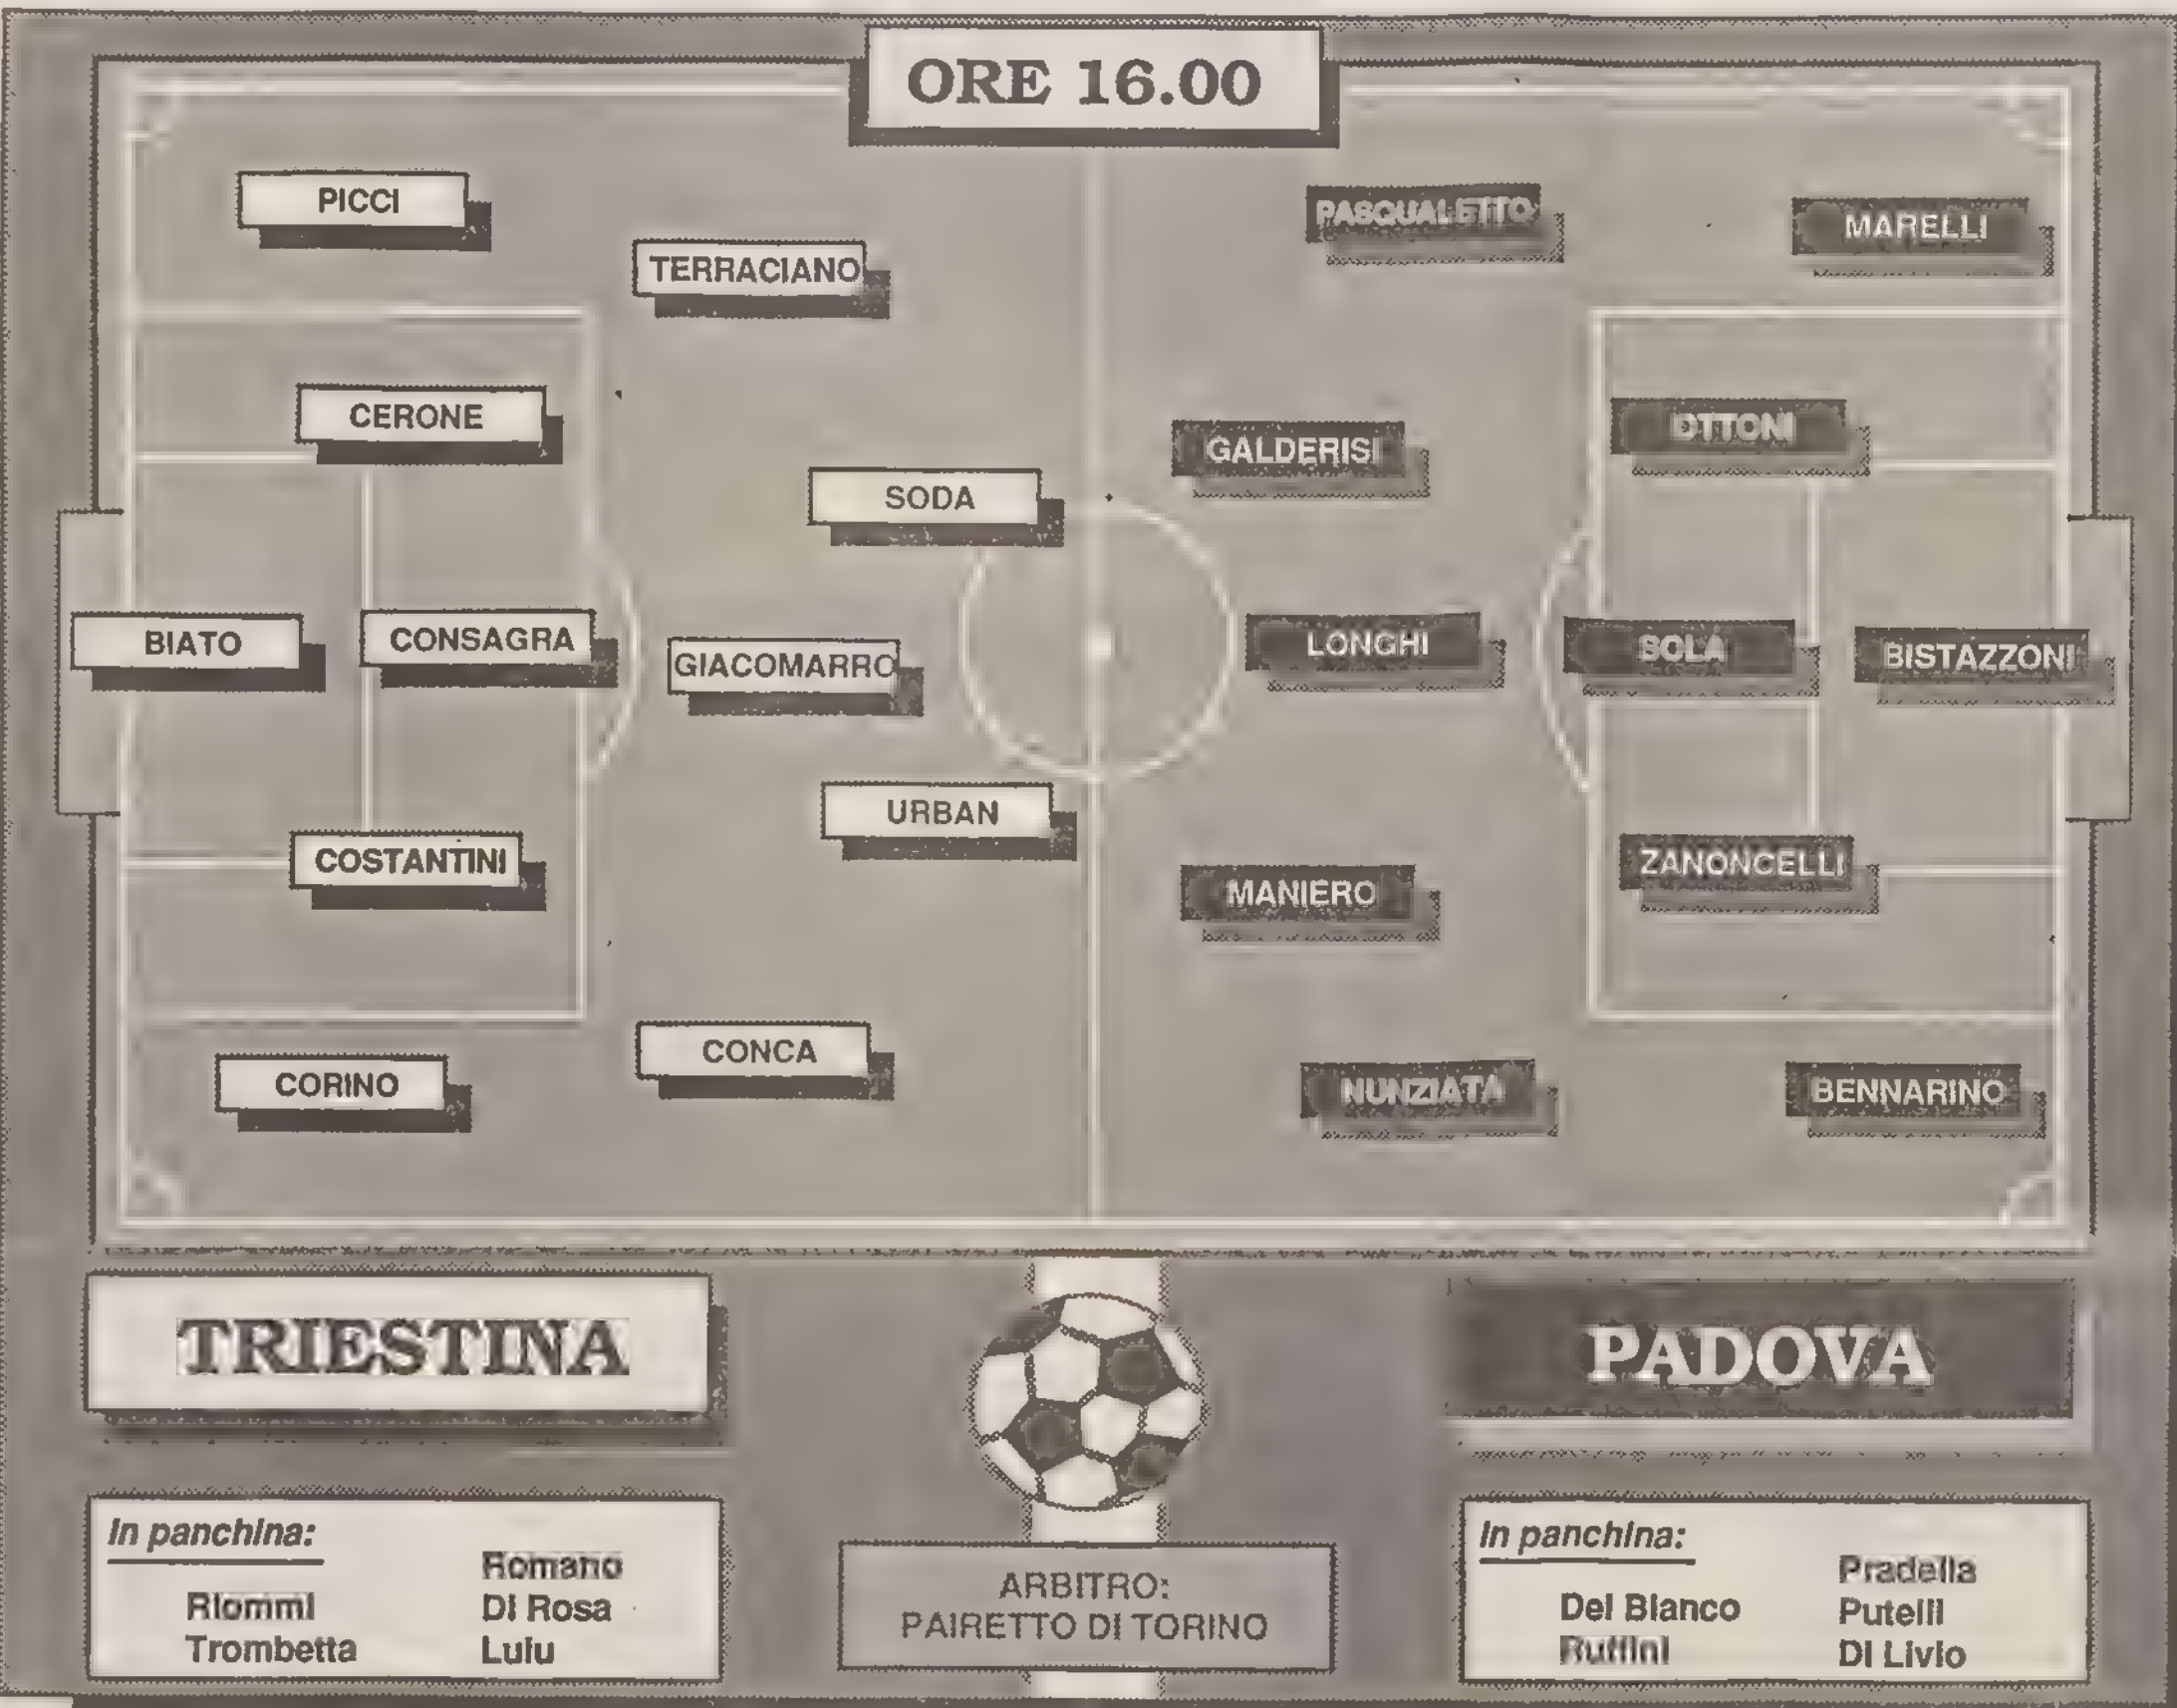 ORE 16.00
PICCI
TERRACIANO
CERONE
SODA
BIATO
CONSAGRA
GIACOMARRO
URBAN
COSTANTINI
CONCA
CORINO
PASQUALETTO
MARELLI
GALDERISI
OTTONI
LONGHI
SOLA
BISTAZZONI
MANIERO
ZANONCELLI
NUNZIATA
BENNARINO
TRIESTINA
PADOVA
In panchina:
Riommi
Trombetta
Romano
Di Rosa
Lulu
ARBITRO:
PAIRETTO DI TORINO
In panchina:
Del Bianco
Ruffini
Pradella
Putelli
Di Livio